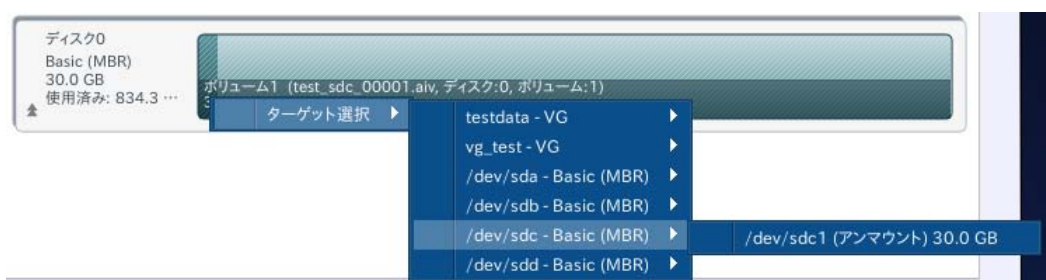 ディスク0
Basic (MBR)
30.0 GB
使用済み: 834.3 ⋯
ボリューム1 (test_sdc_00001.aiv, ディスク:0, ボリューム:1)
ターゲット選択
testdata - VG
vg_test - VG
/dev/sda - Basic (MBR)
/dev/sdb - Basic (MBR)
/dev/sdc - Basic (MBR)
/dev/sdc1 (アンマウント) 30.0 GB
/dev/sdd - Basic (MBR)